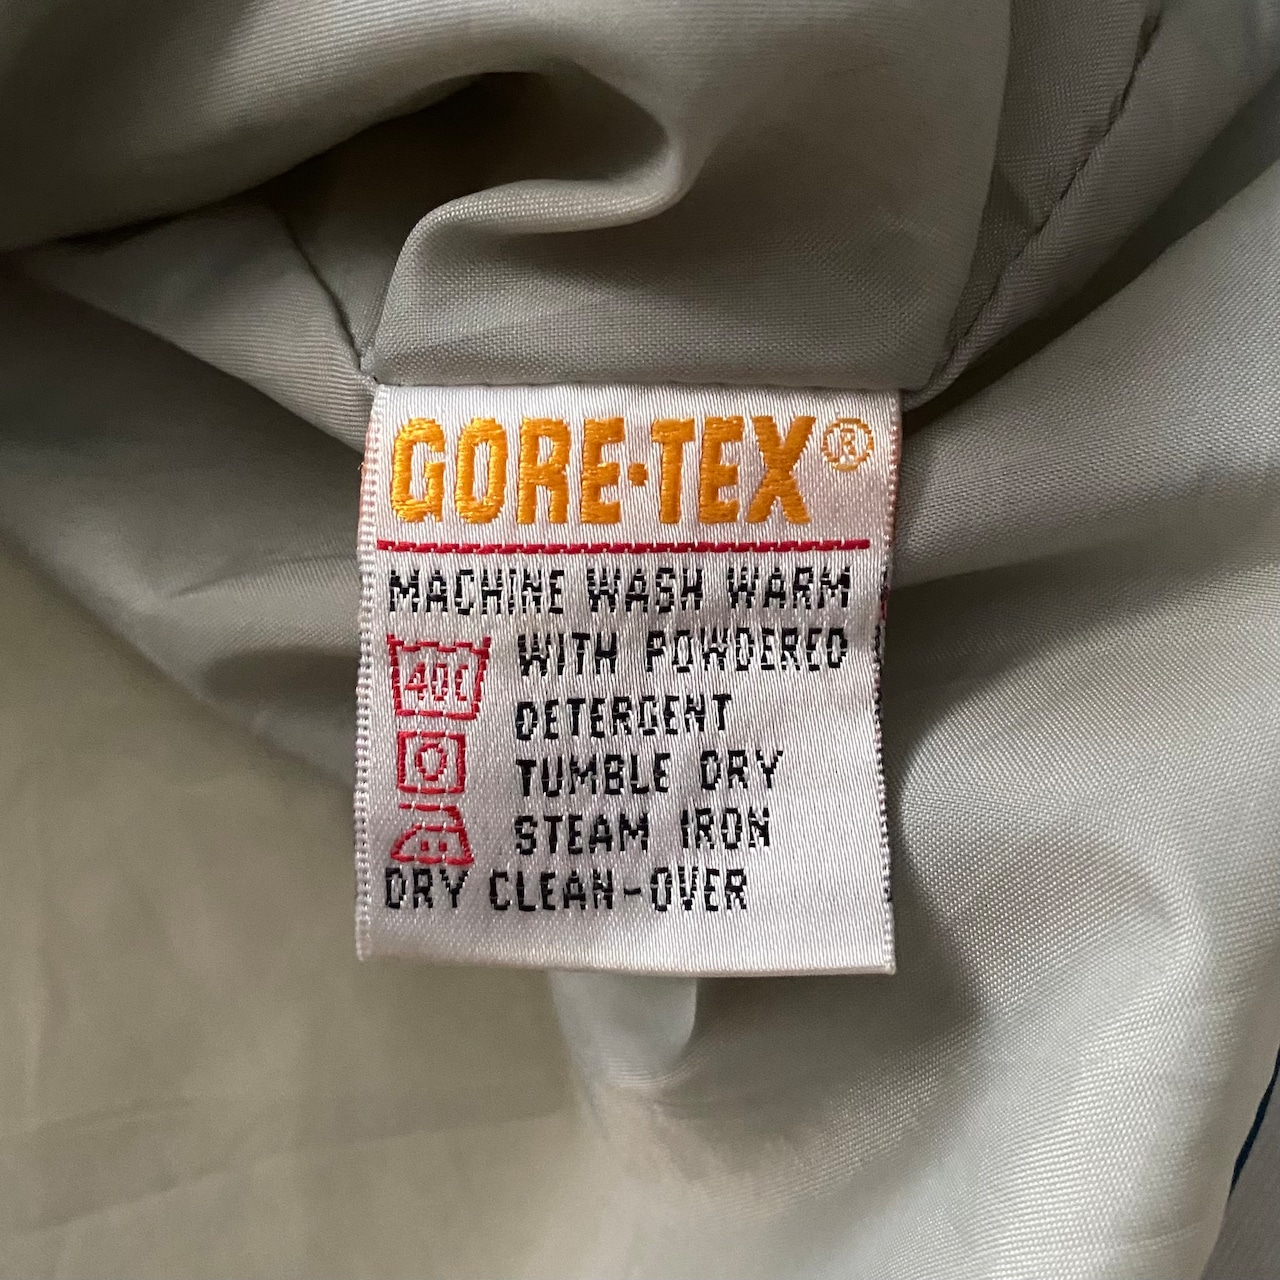 GORE-TEX®
MACHINE WASH WARM
40C WITH POWDERED
DETERGENT
TUMBLE DRY
STEAM IRON
DRY CLEAN-OVER